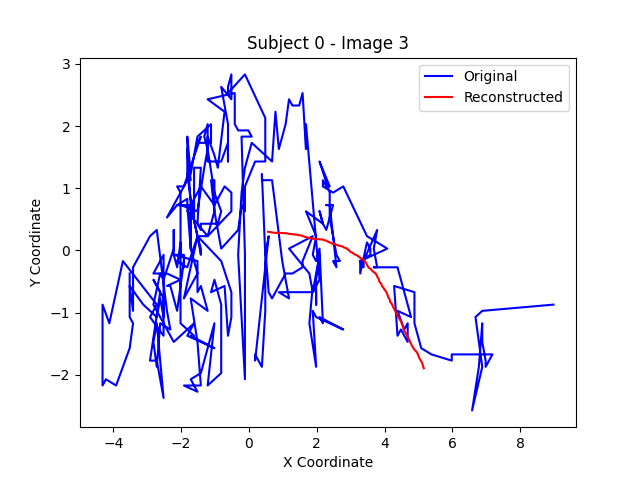 Subject 0 - Image 3
Original
Reconstructed
3
2
1
0
−1
−2
Y Coordinate
−4
−2
0
2
4
6
8
X Coordinate